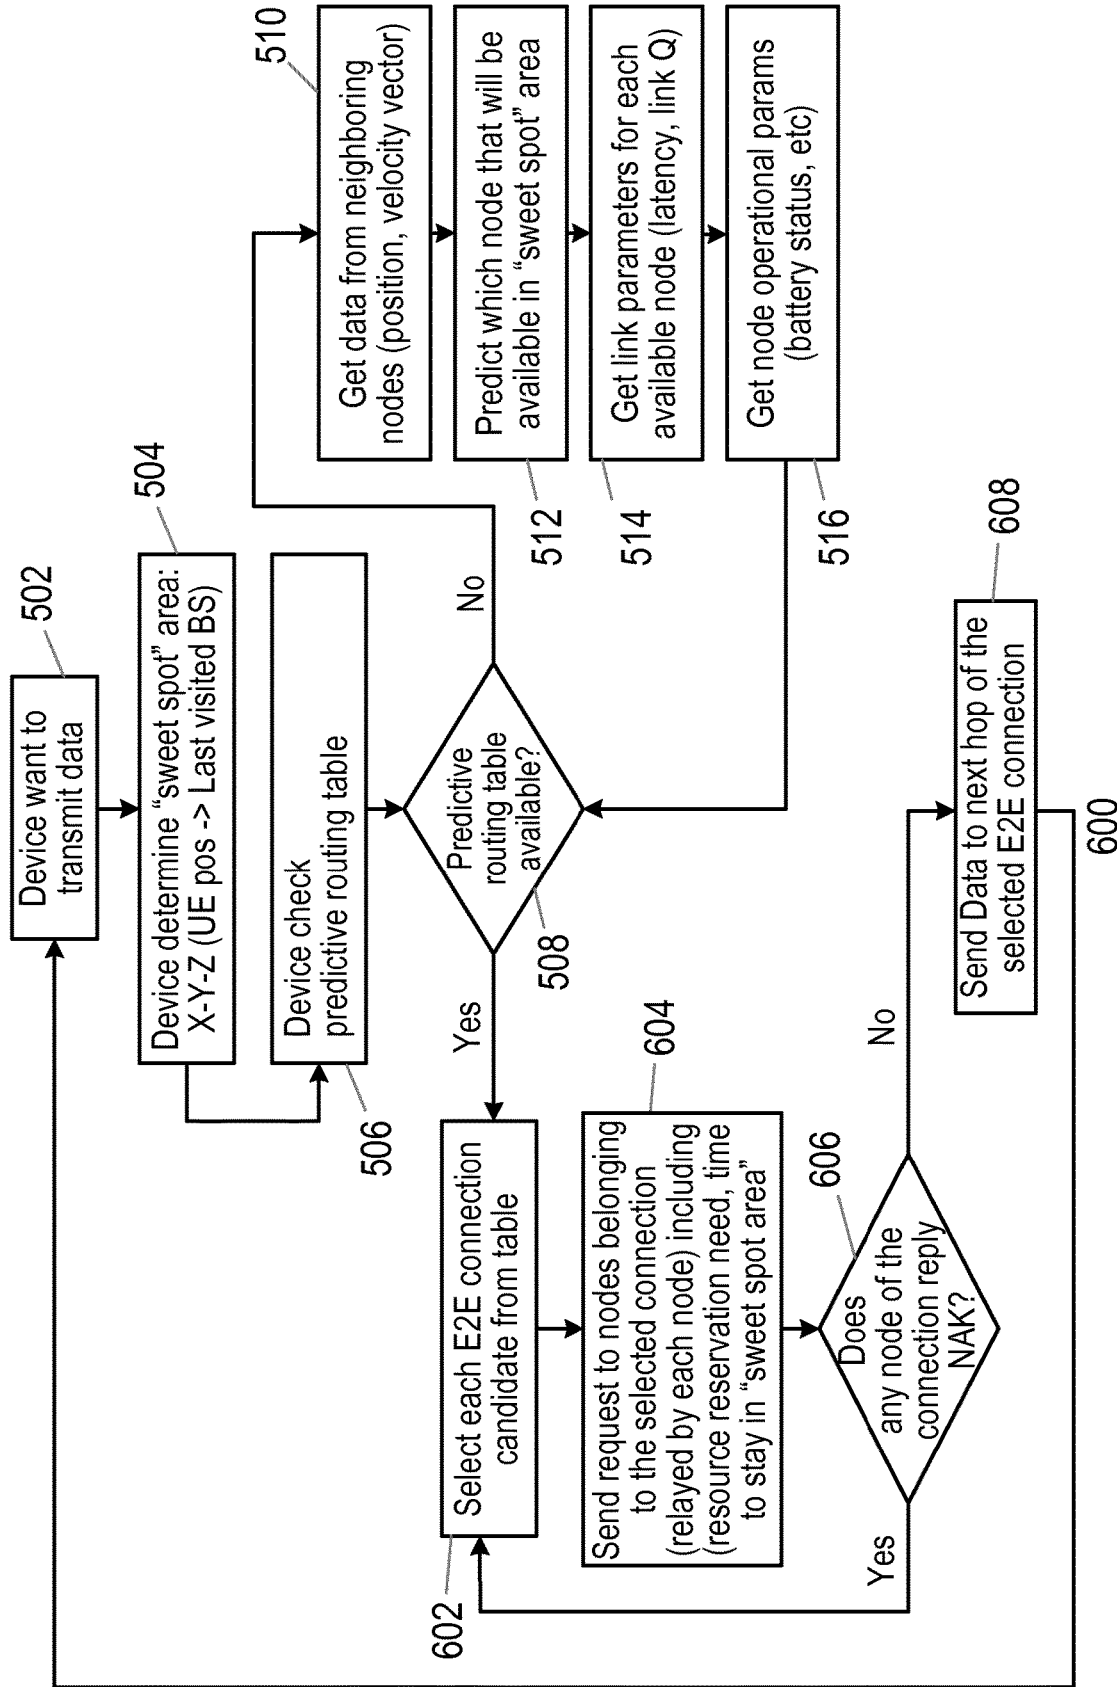 502
Device want to
transmit data
504
Device determine “sweet spot” area:
X-Y-Z (UE pos -> Last visited BS)
506
Device check
predictive routing table
508
Predictive
routing table
available?
No
Yes
510
Get data from neighboring
nodes (position, velocity vector)
512
Predict which node that will be
available in “sweet spot” area
514
Get link parameters for each
available node (latency, link Q)
516
Get node operational params
(battery status, etc)
602
Select each E2E connection
candidate from table
604
Send request to nodes belonging
to the selected connection
(relayed by each node) including
(resource reservation need, time
to stay in “sweet spot area”
606
Does
any node of the
connection reply
NAK?
Yes
No
608
Send Data to next hop of the
selected E2E connection
600